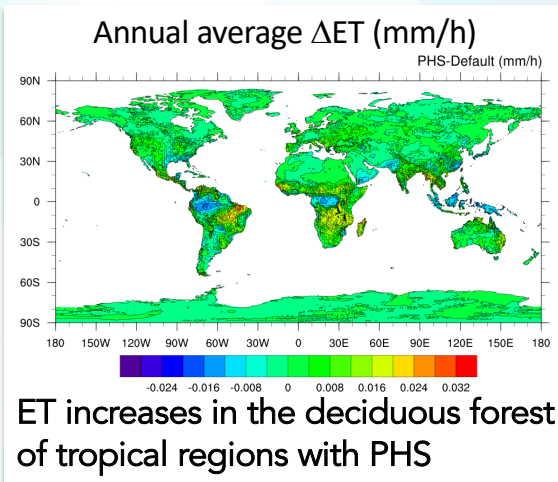 Annual average ΔET (mm/h)
PHS-Default (mm/h)
90N
60N
30N
0
30S
60S
90S
180 150W 120W 90W 60W 30W 0 30E 60E 90E 120E 150E 180
-0.024 -0.016 -0.008 0 0.008 0.016 0.024 0.032
ET increases in the deciduous forest
of tropical regions with PHS